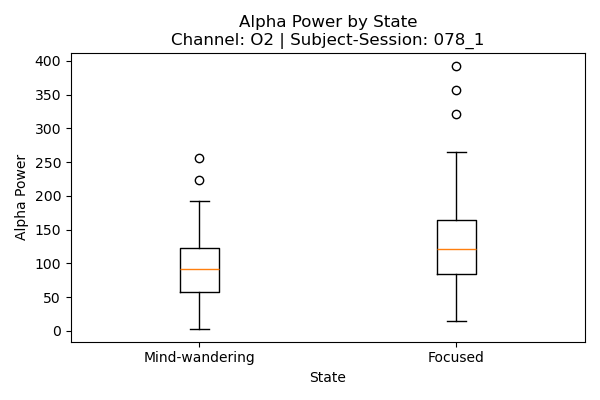 Alpha Power by State
Channel: O2 | Subject-Session: 078_1
400
350
300
250
200
150
100
50
0
Alpha Power
Mind-wandering
Focused
State